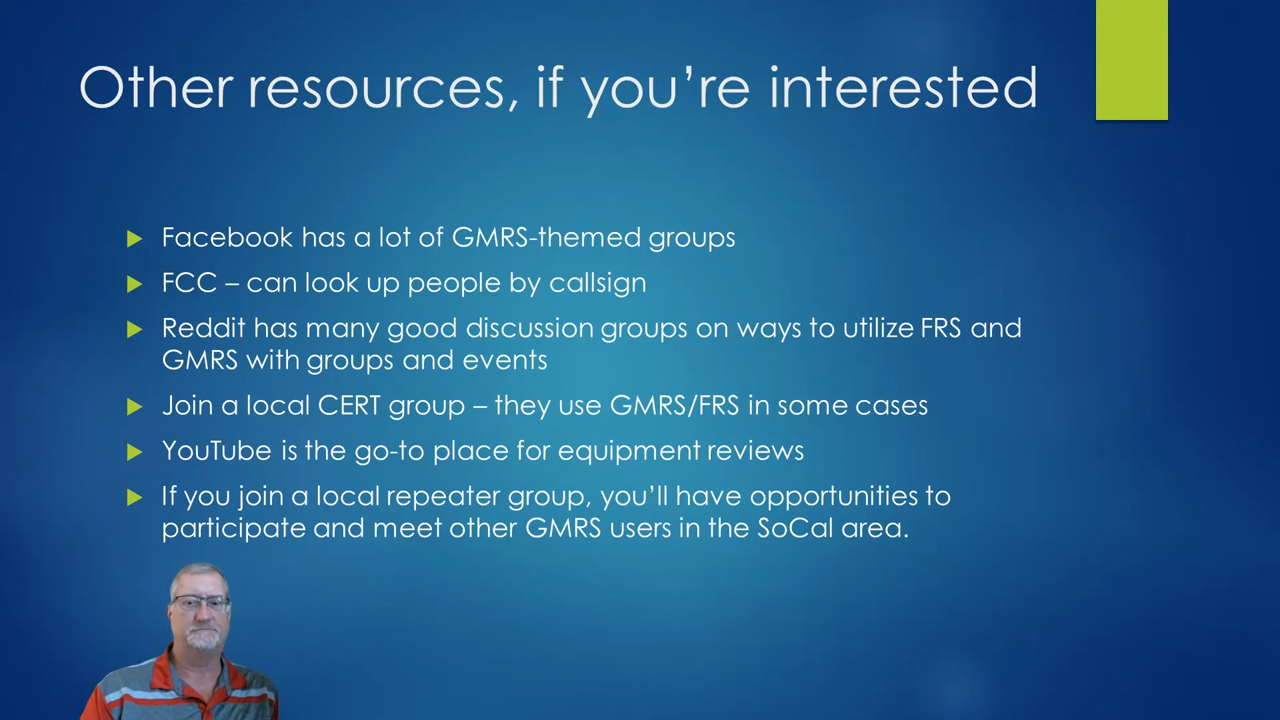 Other resources, if you’re interested
Facebook has a lot of GMRS-themed groups
FCC – can look up people by callsign
Reddit has many good discussion groups on ways to utilize FRS and
GMRS with groups and events
Join a local CERT group – they use GMRS/FRS in some cases
YouTube is the go-to place for equipment reviews
If you join a local repeater group, you’ll have opportunities to
participate and meet other GMRS users in the SoCal area.